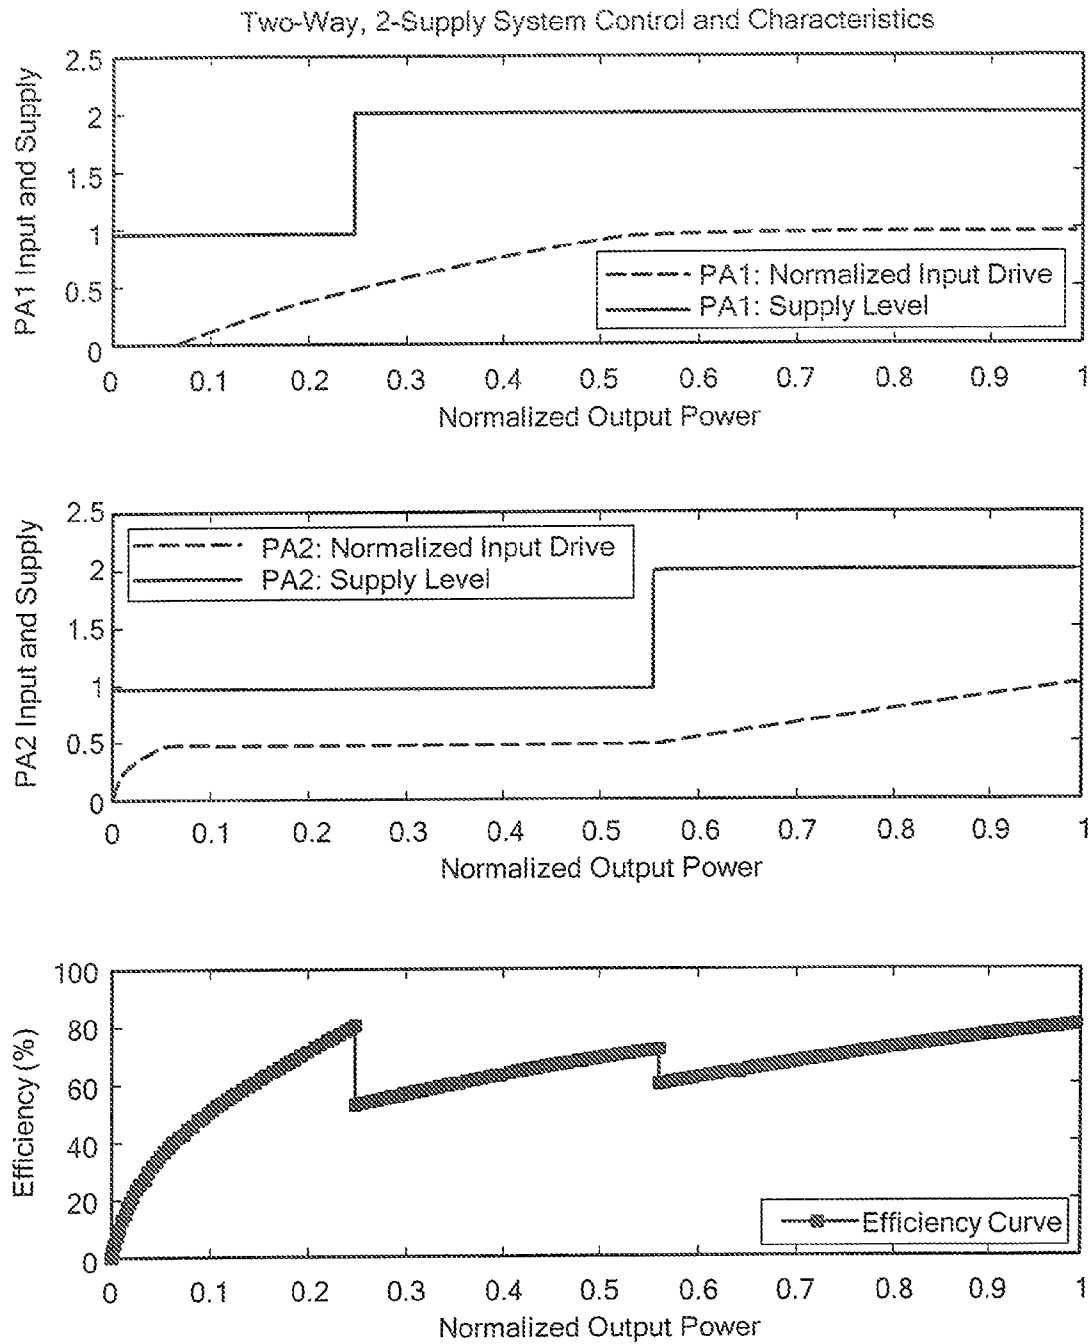 Two-Way, 2-Supply System Control and Characteristics
PA1 Input and Supply
2.5
2
1.5
1
0.5
0
PA1: Normalized Input Drive
PA1: Supply Level
0 0.1 0.2 0.3 0.4 0.5 0.6 0.7 0.8 0.9 1
Normalized Output Power
PA2 Input and Supply
2.5
2
1.5
1
0.5
0
PA2: Normalized Input Drive
PA2: Supply Level
0 0.1 0.2 0.3 0.4 0.5 0.6 0.7 0.8 0.9 1
Normalized Output Power
Efficiency (%)
100
80
60
40
20
0
Efficiency Curve
0 0.1 0.2 0.3 0.4 0.5 0.6 0.7 0.8 0.9 1
Normalized Output Power